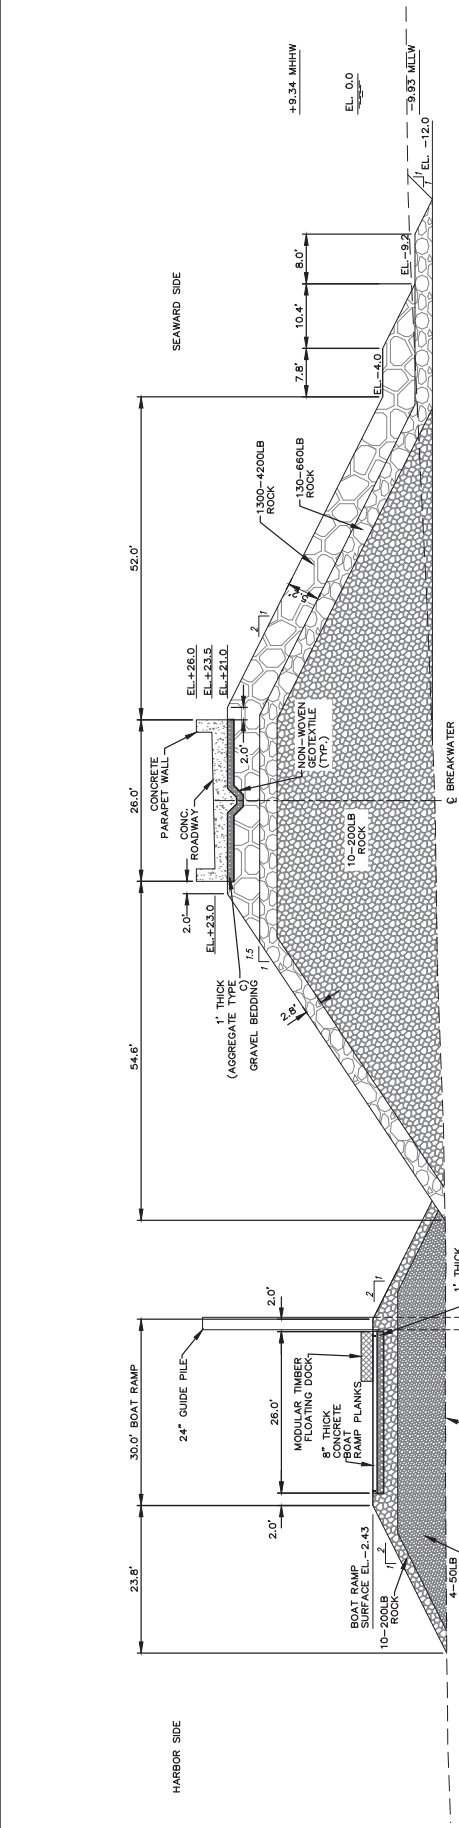 HARBOR SIDE
SEAWARD SIDE
23.8'
30.0' BOAT RAMP
54.6'
26.0'
52.0'
7.8'
10.4'
8.0'
+9.34 MHHW
EL. 0.0
-9.93 MLLW
EL. -12.0
1
1
EL.-9.2
EL.-4.0
24" GUIDE PILE
2.0'
26.0'
2.0'
MODULAR TIMBER
FLOATING DOCK
8" THICK
CONCRETE
BOAT
RAMP PLANKS
BOAT RAMP
SURFACE EL.-2.43
10-200LB
ROCK
2
1
2
1
4-50LB
1' THICK
2.0'
EL.+23.0
CONCRETE
PARAPET WALL
CONC.
ROADWAY
EL.+26.0
EL.+23.5
EL.+21.0
1' THICK
(AGGREGATE TYPE
C)
GRAVEL BEDDING
1.5
1
2.8'
2.0'
NON-WOVEN
GEOTEXTILE
(TYP.)
2
1
5.2'
1300-4200LB
ROCK
130-660LB
ROCK
10-200LB
ROCK
℄ BREAKWATER